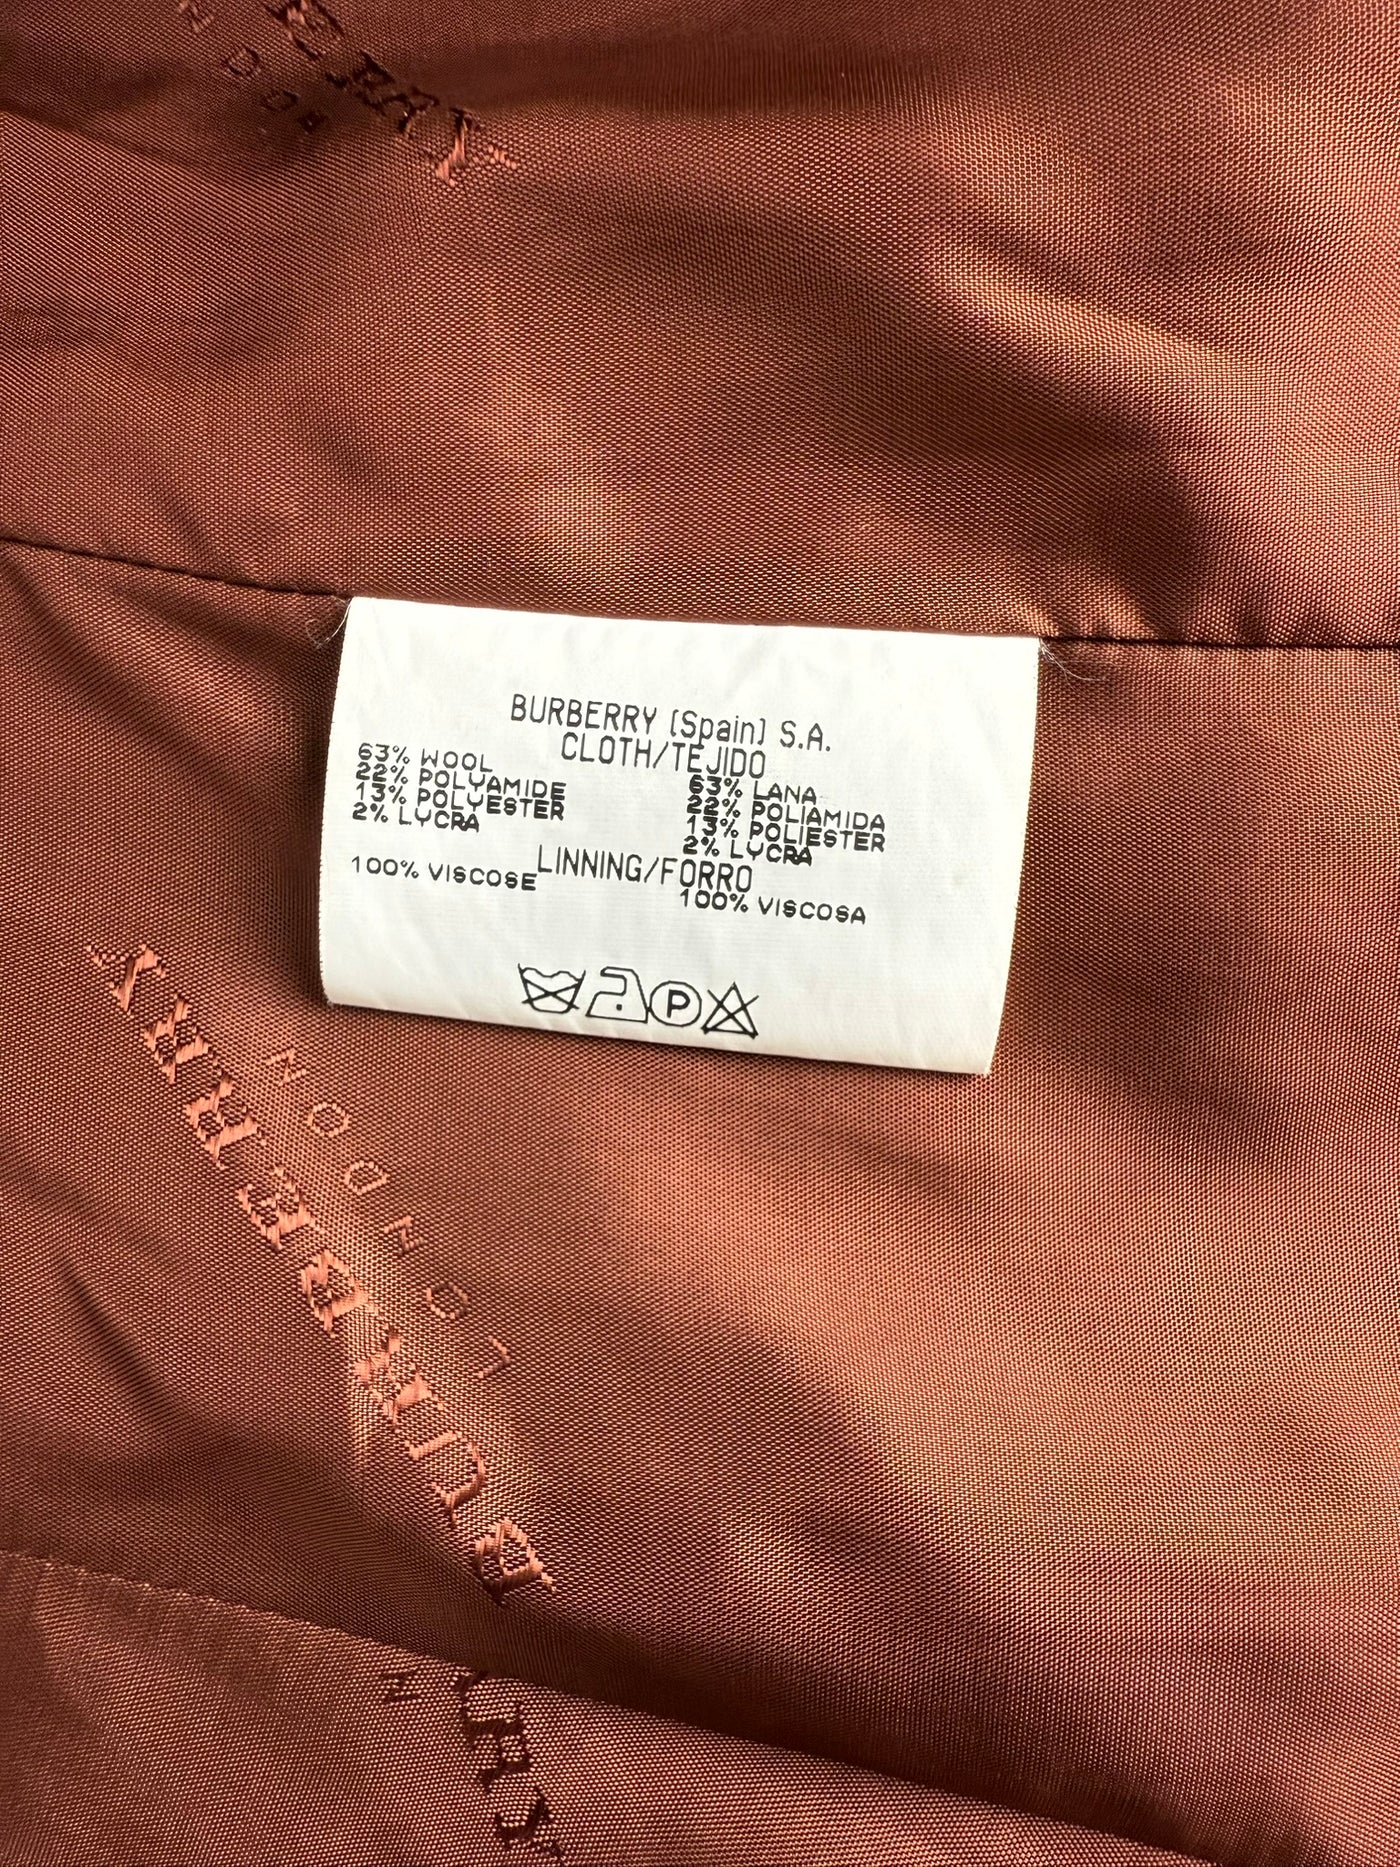 BURBERRY (Spain) S.A.
CLOTH/TEJIDO
63% WOOL
22% POLYAMIDE
13% POLYESTER
2% LYCRA
63% LANA
22% POLIAMIDA
13% POLIESTER
2% LYCRA
LINNING/FORRO
100% VISCOSE
100% VISCOSA
P
BURBERRY
LONDON